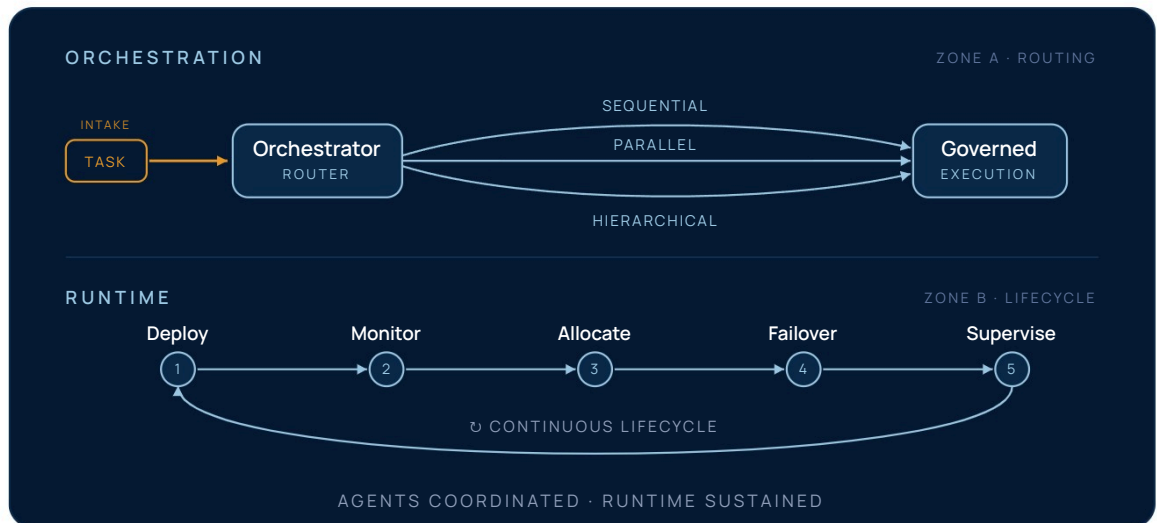 ORCHESTRATION
ZONE A · ROUTING
INTAKE
TASK
Orchestrator
ROUTER
SEQUENTIAL
PARALLEL
HIERARCHICAL
Governed
EXECUTION
RUNTIME
ZONE B · LIFECYCLE
Deploy
Monitor
Allocate
Failover
Supervise
1
2
3
4
5
↻ CONTINUOUS LIFECYCLE
AGENTS COORDINATED · RUNTIME SUSTAINED